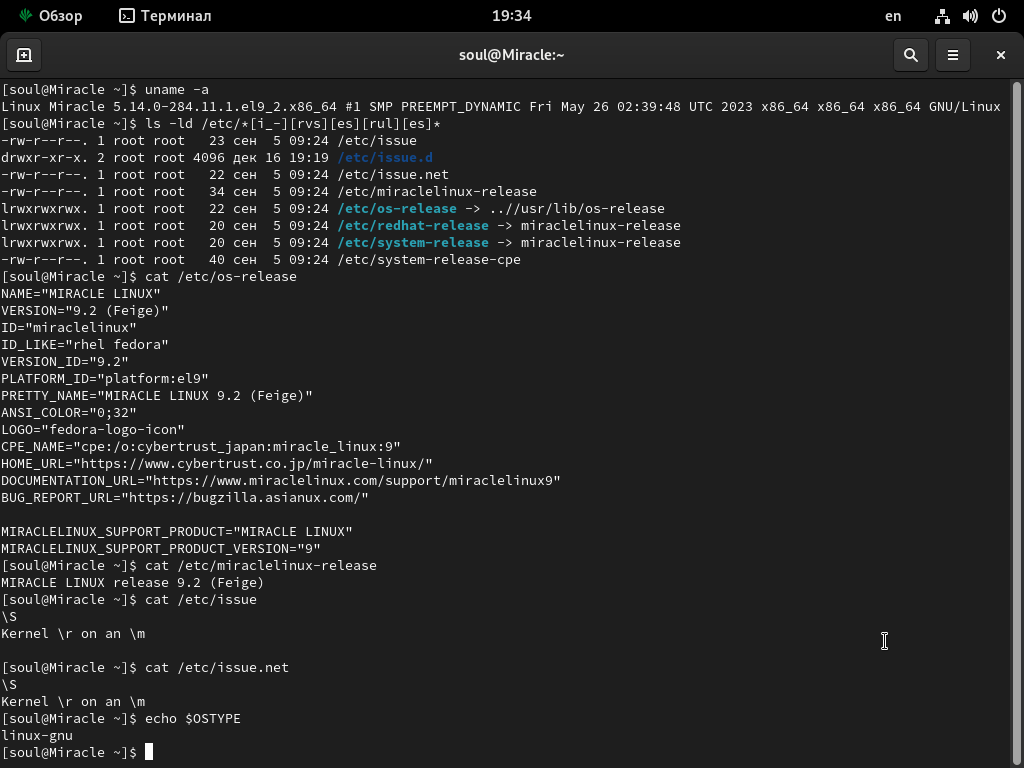 Обзор Терминал 19:34 en
soul@Miracle:~
[soul@Miracle ~]$ uname -a
Linux Miracle 5.14.0-284.11.1.el9_2.x86_64 #1 SMP PREEMPT_DYNAMIC Fri May 26 02:39:48 UTC 2023 x86_64 x86_64 x86_64 GNU/Linux
[soul@Miracle ~]$ ls -ld /etc/*[i_-][rvs][es][rul][es]*
-rw-r--r--. 1 root root   23 сен  5 09:24 /etc/issue
drwxr-xr-x. 2 root root 4096 дек 16 19:19 /etc/issue.d
-rw-r--r--. 1 root root   22 сен  5 09:24 /etc/issue.net
-rw-r--r--. 1 root root   34 сен  5 09:24 /etc/miraclelinux-release
lrwxrwxrwx. 1 root root   22 сен  5 09:24 /etc/os-release -> ..//usr/lib/os-release
lrwxrwxrwx. 1 root root   20 сен  5 09:24 /etc/redhat-release -> miraclelinux-release
lrwxrwxrwx. 1 root root   20 сен  5 09:24 /etc/system-release -> miraclelinux-release
-rw-r--r--. 1 root root   40 сен  5 09:24 /etc/system-release-cpe
[soul@Miracle ~]$ cat /etc/os-release
NAME="MIRACLE LINUX"
VERSION="9.2 (Feige)"
ID="miraclelinux"
ID_LIKE="rhel fedora"
VERSION_ID="9.2"
PLATFORM_ID="platform:el9"
PRETTY_NAME="MIRACLE LINUX 9.2 (Feige)"
ANSI_COLOR="0;32"
LOGO="fedora-logo-icon"
CPE_NAME="cpe:/o:cybertrust_japan:miracle_linux:9"
HOME_URL="https://www.cybertrust.co.jp/miracle-linux/"
DOCUMENTATION_URL="https://www.miraclelinux.com/support/miraclelinux9"
BUG_REPORT_URL="https://bugzilla.asianux.com/"

MIRACLELINUX_SUPPORT_PRODUCT="MIRACLE LINUX"
MIRACLELINUX_SUPPORT_PRODUCT_VERSION="9"
[soul@Miracle ~]$ cat /etc/miraclelinux-release
MIRACLE LINUX release 9.2 (Feige)
[soul@Miracle ~]$ cat /etc/issue
\S
Kernel \r on an \m

[soul@Miracle ~]$ cat /etc/issue.net
\S
Kernel \r on an \m
[soul@Miracle ~]$ echo $OSTYPE
linux-gnu
[soul@Miracle ~]$